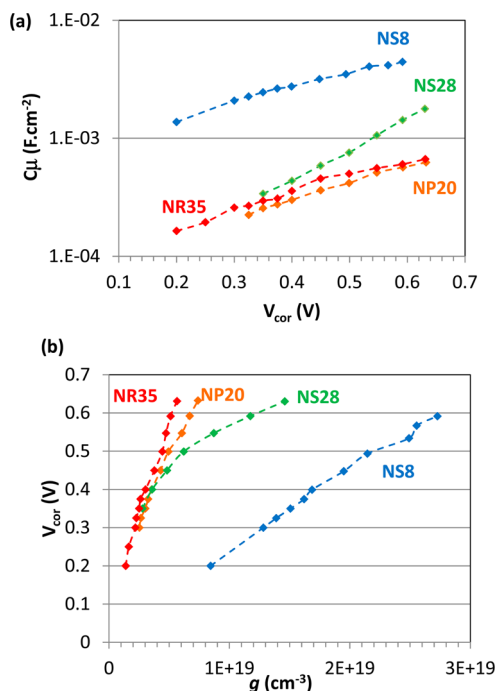 (a)
1.E-02
NS8
NS28
Cμ (F.cm-2)
1.E-03
NR35
NP20
1.E-04
0.1 0.2 0.3 0.4 0.5 0.6 0.7
Vcor (V)
(b)
0.7
NR35 NP20 NS28
0.6
0.5
NS8
Vcor (V)
0.4
0.3
0.2
0.1
0
0 1E+19 2E+19 3E+19
g (cm-3)